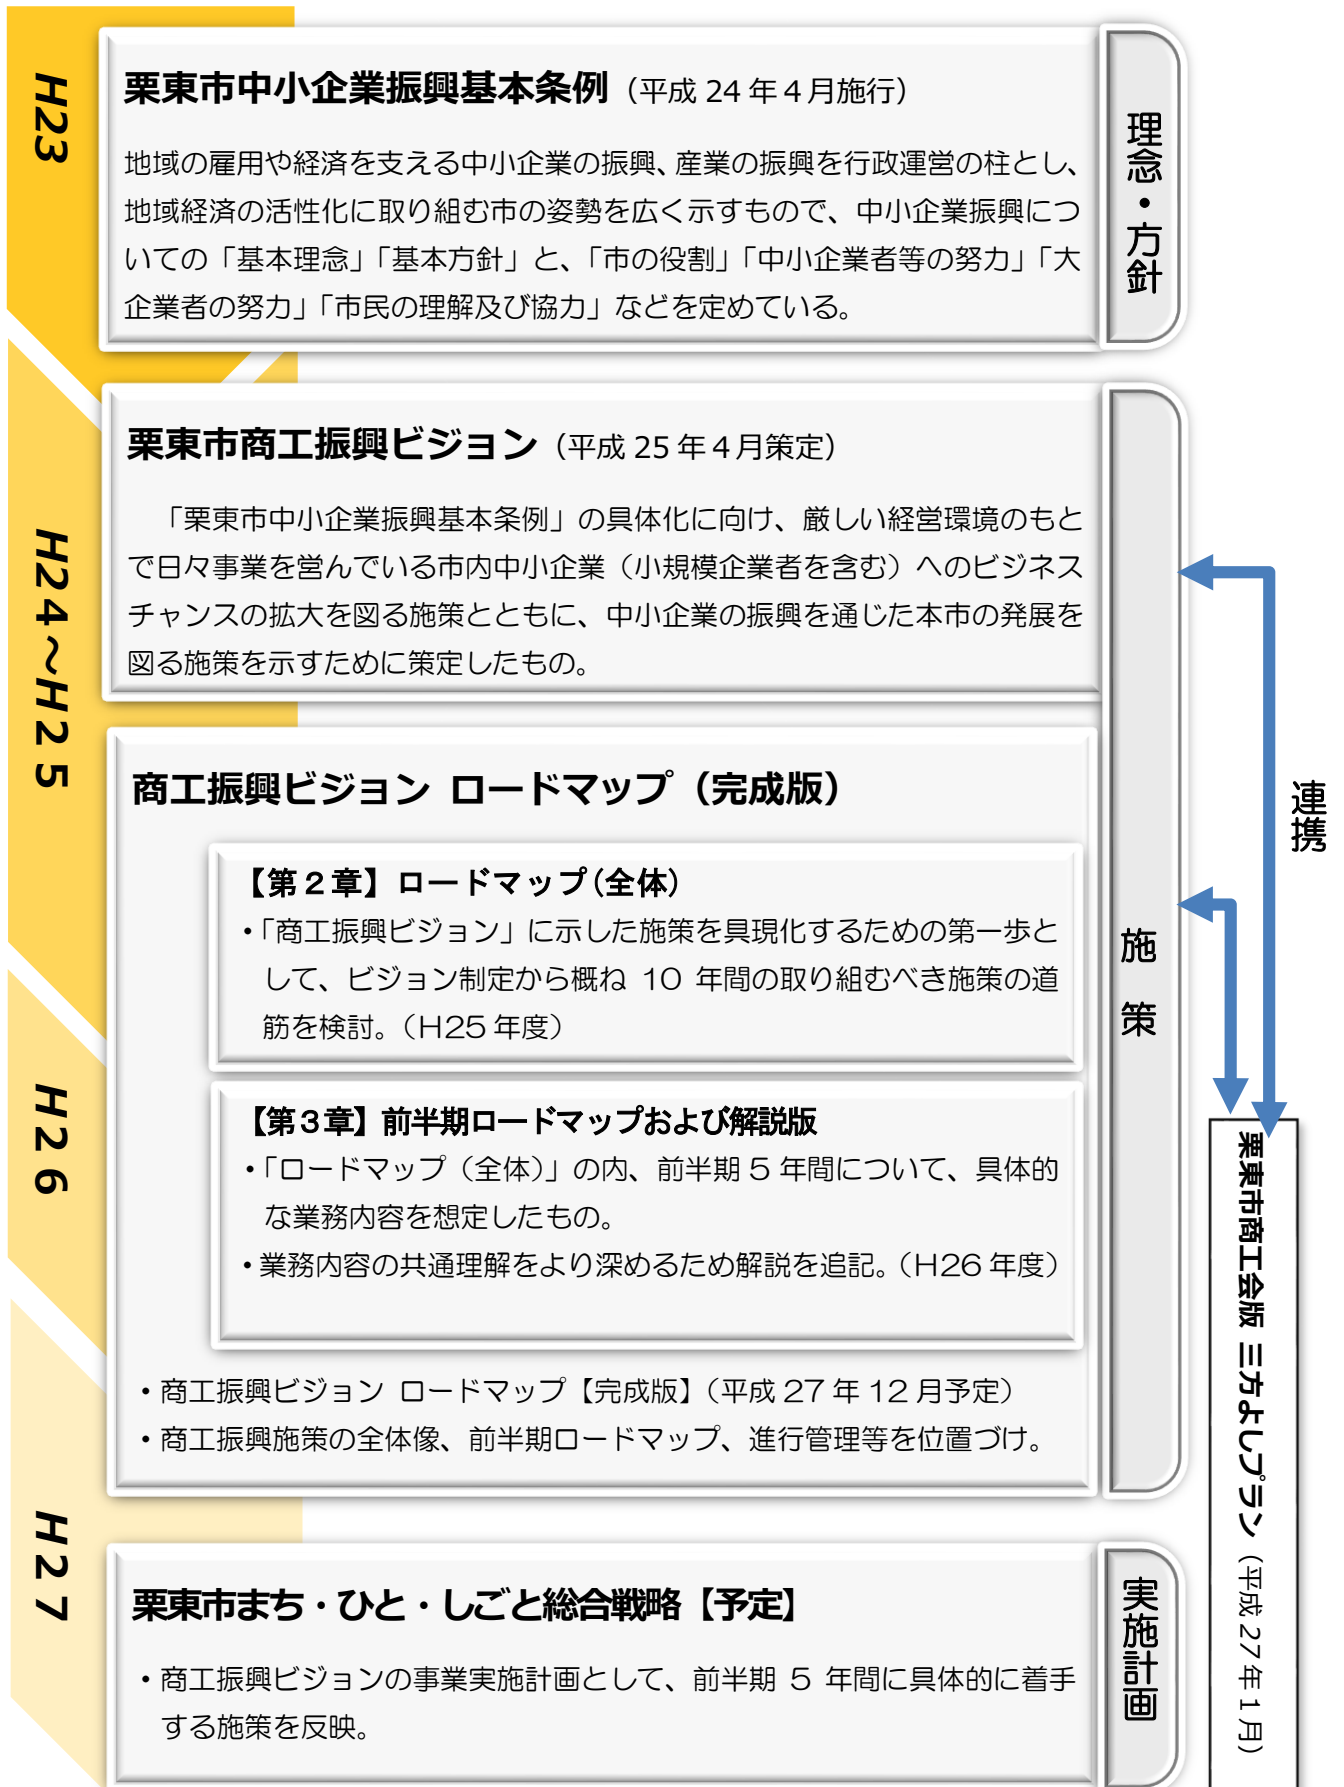 H23
栗東市中小企業振興基本条例（平成 24 年４月施行）
地域の雇用や経済を支える中小企業の振興、産業の振興を行政運営の柱とし、
地域経済の活性化に取り組む市の姿勢を広く示すもので、中小企業振興につ
いての「基本理念」「基本方針」と、「市の役割」「中小企業者等の努力」「大
企業者の努力」「市民の理解及び協力」などを定めている。
理念・方針
H24～H25
栗東市商工振興ビジョン（平成 25 年４月策定）
「栗東市中小企業振興基本条例」の具体化に向け、厳しい経営環境のもと
で日々事業を営んでいる市内中小企業（小規模企業者を含む）へのビジネス
チャンスの拡大を図る施策とともに、中小企業の振興を通じた本市の発展を
図る施策を示すために策定したもの。
商工振興ビジョン ロードマップ（完成版）
【第２章】ロードマップ（全体）
・「商工振興ビジョン」に示した施策を具現化するための第一歩と
して、ビジョン制定から概ね 10 年間の取り組むべき施策の道
筋を検討。（H25 年度）
H26
【第３章】前半期ロードマップおよび解説版
・「ロードマップ（全体）」の内、前半期 5 年間について、具体的
な業務内容を想定したもの。
・業務内容の共通理解をより深めるため解説を追記。（H26 年度）
・商工振興ビジョン ロードマップ【完成版】（平成 27 年 12 月予定）
・商工振興施策の全体像、前半期ロードマップ、進行管理等を位置づけ。
施策
連携
栗東市商工会版 三方よしプラン（平成 27 年 1 月）
H27
栗東市まち・ひと・しごと総合戦略【予定】
・商工振興ビジョンの事業実施計画として、前半期 5 年間に具体的に着手
する施策を反映。
実施計画